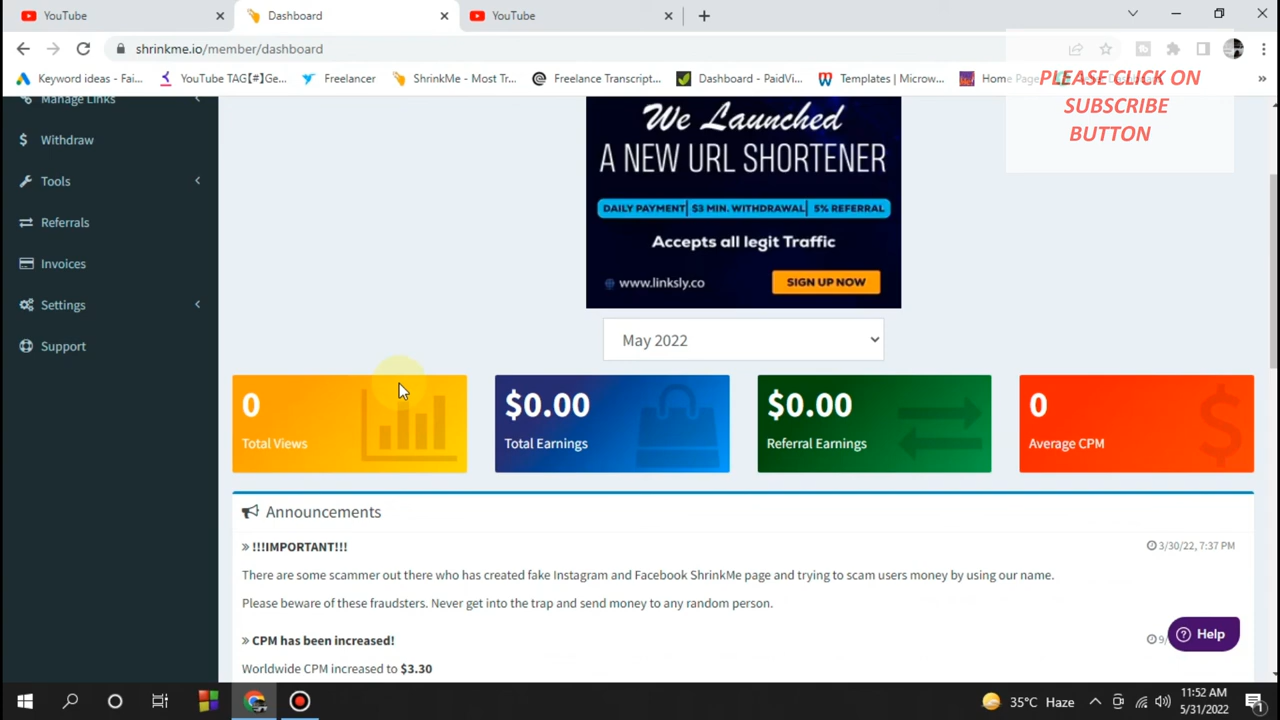 YouTube
Dashboard
YouTube
shrinkme.io/member/dashboard
Keyword ideas - Fai...
YouTube TAG【#】Ge...
Freelancer
ShrinkMe - Most Tr...
Freelance Transcript...
Dashboard - PaidVi...
Templates | Microw...
Home Page
»
PLEASE CLICK ON
SUBSCRIBE
BUTTON
Manage Links
Withdraw
Tools
Referrals
Invoices
Settings
Support
We Launched
A NEW URL SHORTENER
DAILY PAYMENT| $3 MIN. WITHDRAWAL| 5% REFERRAL
Accepts all legit Traffic
www.linksly.co
SIGN UP NOW
May 2022
0
Total Views
$0.00
Total Earnings
$0.00
Referral Earnings
0
Average CPM
Announcements
» !!!IMPORTANT!!!
3/30/22, 7:37 PM
There are some scammer out there who has created fake Instagram and Facebook ShrinkMe page and trying to scam users money by using our name.
Please beware of these fraudsters. Never get into the trap and send money to any random person.
» CPM has been increased!
9/
Worldwide CPM increased to $3.30
Help
35°C Haze
11:52 AM
5/31/2022
1